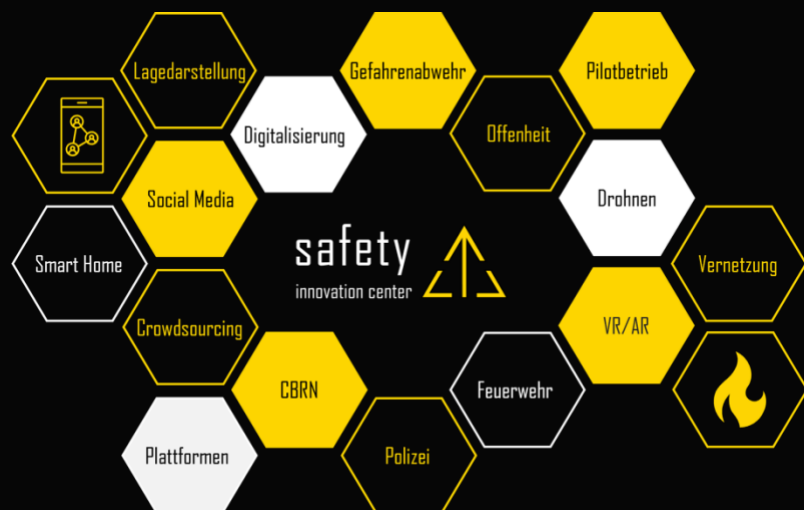 Lagedarstellung
Gefahrenabwehr
Pilotbetrieb
Digitalisierung
Offenheit
Social Media
Drohnen
Smart Home
safety
innovation center
Vernetzung
Crowdsourcing
VR/AR
CBRN
Feuerwehr
Plattformen
Polizei